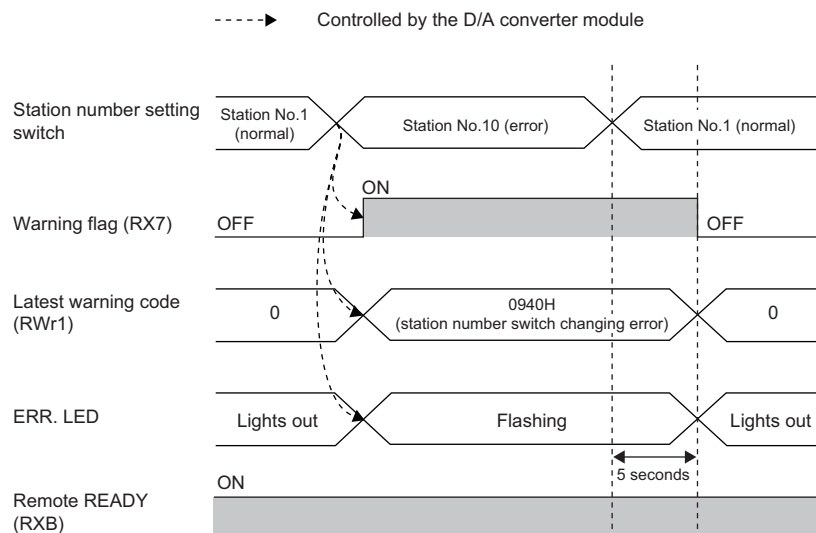 Controlled by the D/A converter module
Station number setting
switch
Station No.1
(normal)
Station No.10 (error)
Station No.1 (normal)
ON
Warning flag (RX7)
OFF
OFF
Latest warning code
(RWr1)
0
0940H
(station number switch changing error)
0
ERR. LED
Lights out
Flashing
Lights out
5 seconds
ON
Remote READY
(RXB)